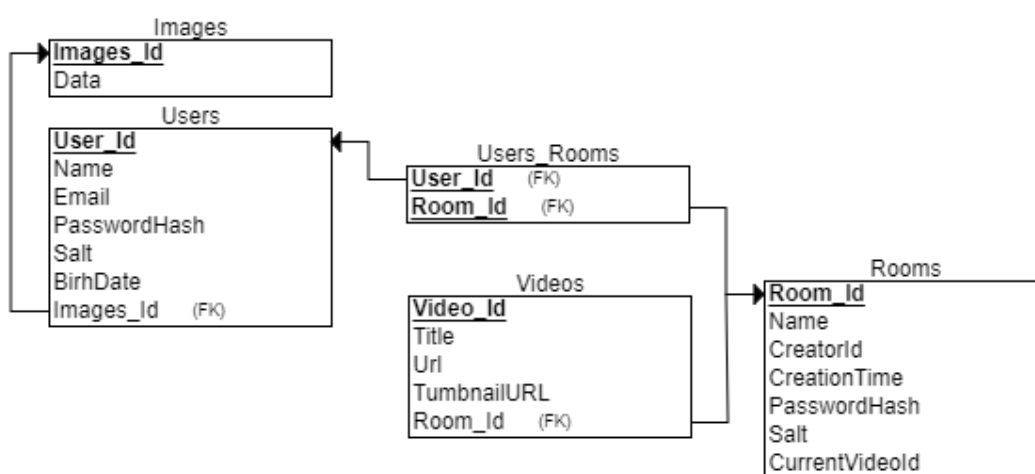 Images
Images_Id
Data
Users
User_Id
Name
Email
PasswordHash
Salt
BirhDate
Images_Id (FK)
Users_Rooms
User_Id (FK)
Room_Id (FK)
Videos
Video_Id
Title
Url
TumbnailURL
Room_Id (FK)
Rooms
Room_Id
Name
CreatorId
CreationTime
PasswordHash
Salt
CurrentVideoId